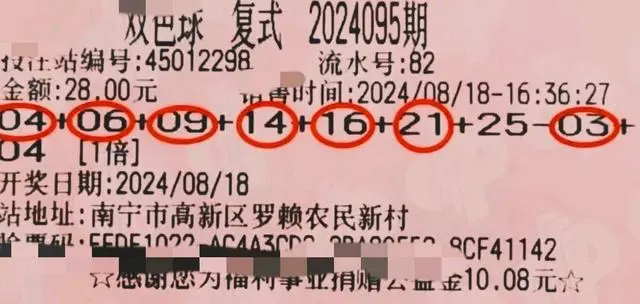 双色球 复式 2024095期
投注站编号:45012298 流水号:82
金额:28.00元 销售时间:2024/08/18-16:36:27
04+06+09+14+16+21+25-03+
04 [1倍]
开奖日期:2024/08/18
站地址:南宁市高新区罗赖农民新村
验票码: 8CF41142
☆感谢您为福利事业捐赠公益金10.08元!☆